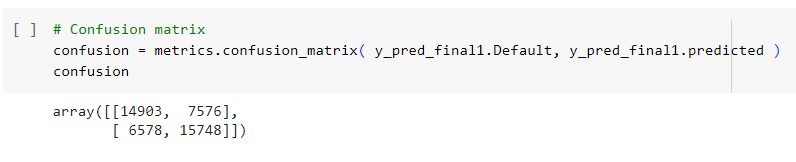 [ ] # Confusion matrix
confusion = metrics.confusion_matrix( y_pred_final1.Default, y_pred_final1.predicted )
confusion
array([[14903,  7576],
       [ 6578, 15748]])